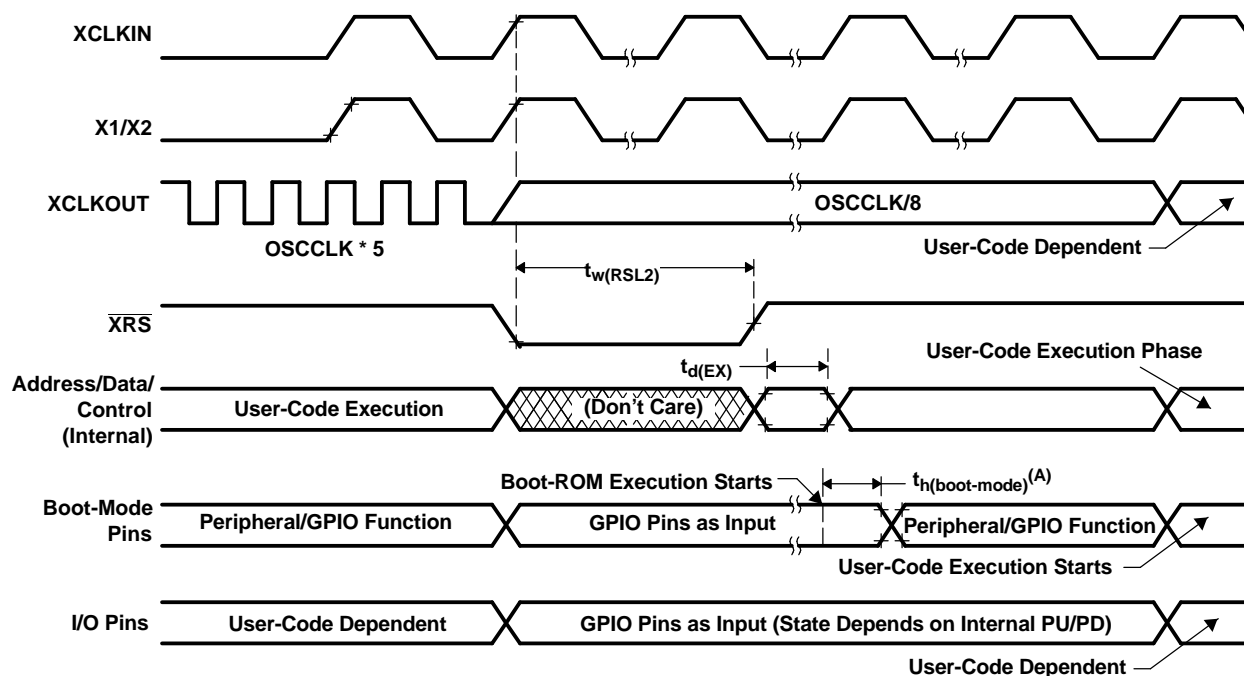 XCLKIN
X1/X2
XCLKOUT
OSCCLK * 5
OSCCLK/8
User-Code Dependent
tw(RSL2)
XRS
User-Code Execution Phase
td(EX)
Address/Data/
Control
(Internal)
User-Code Execution
(Don't Care)
Boot-ROM Execution Starts
th(boot-mode)(A)
Boot-Mode
Pins
Peripheral/GPIO Function
GPIO Pins as Input
Peripheral/GPIO Function
User-Code Execution Starts
I/O Pins
User-Code Dependent
GPIO Pins as Input (State Depends on Internal PU/PD)
User-Code Dependent